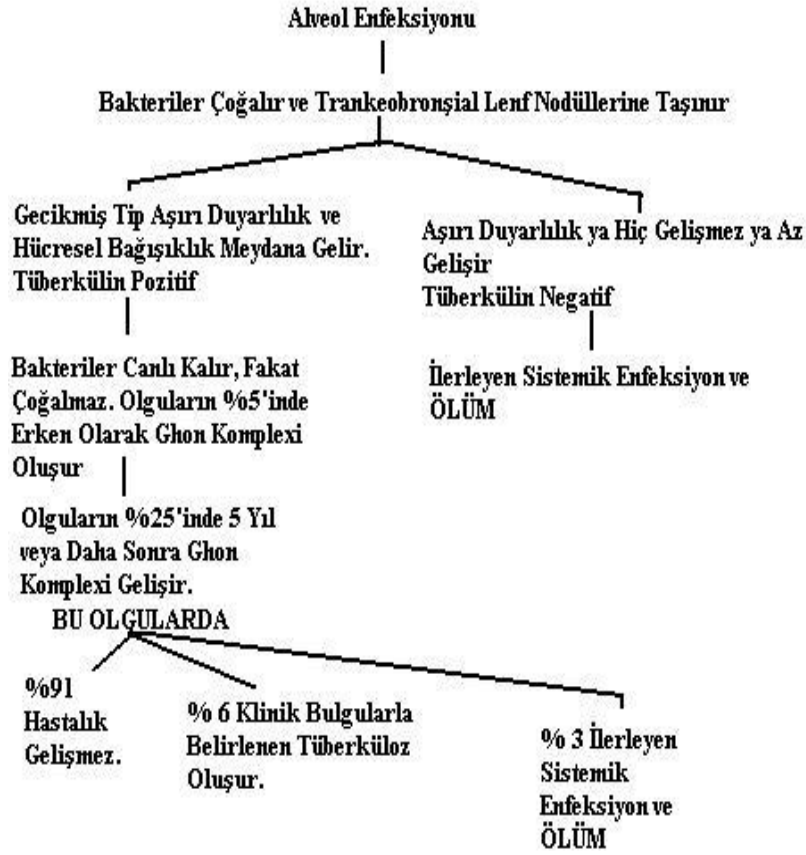 Alveol Enfeksiyonu
Bakteriler Çoğalır ve Trankeobronşial Lenf Nodüllerine Taşınır
Gecikmiş Tip Aşırı Duyarlılık ve
Hücresel Bağışıklık Meydana Gelir.
Tüberkülin Pozitif
Aşırı Duyarlılık ya Hiç Gelişmez ya Az
Gelişir
Tüberkülin Negatif
Bakteriler Canlı Kalır, Fakat
Çoğalmaz. Olguların %5'inde
Erken Olarak Ghon Komplexi
Oluşur
İlerleyen Sistemik Enfeksiyon ve
ÖLÜM
Olguların %25'inde 5 Yıl
veya Daha Sonra Ghon
Komplexi Gelişir.
BU OLGULARDA
%91
Hastalık
Gelişmez.
% 6 Klinik Bulgularla
Belirlenen Tüberküloz
Oluşur.
% 3 İlerleyen
Sistemik
Enfeksiyon ve
ÖLÜM